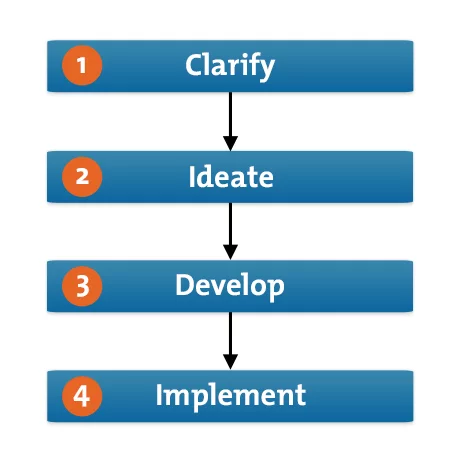 1 Clarify
2 Ideate
3 Develop
4 Implement